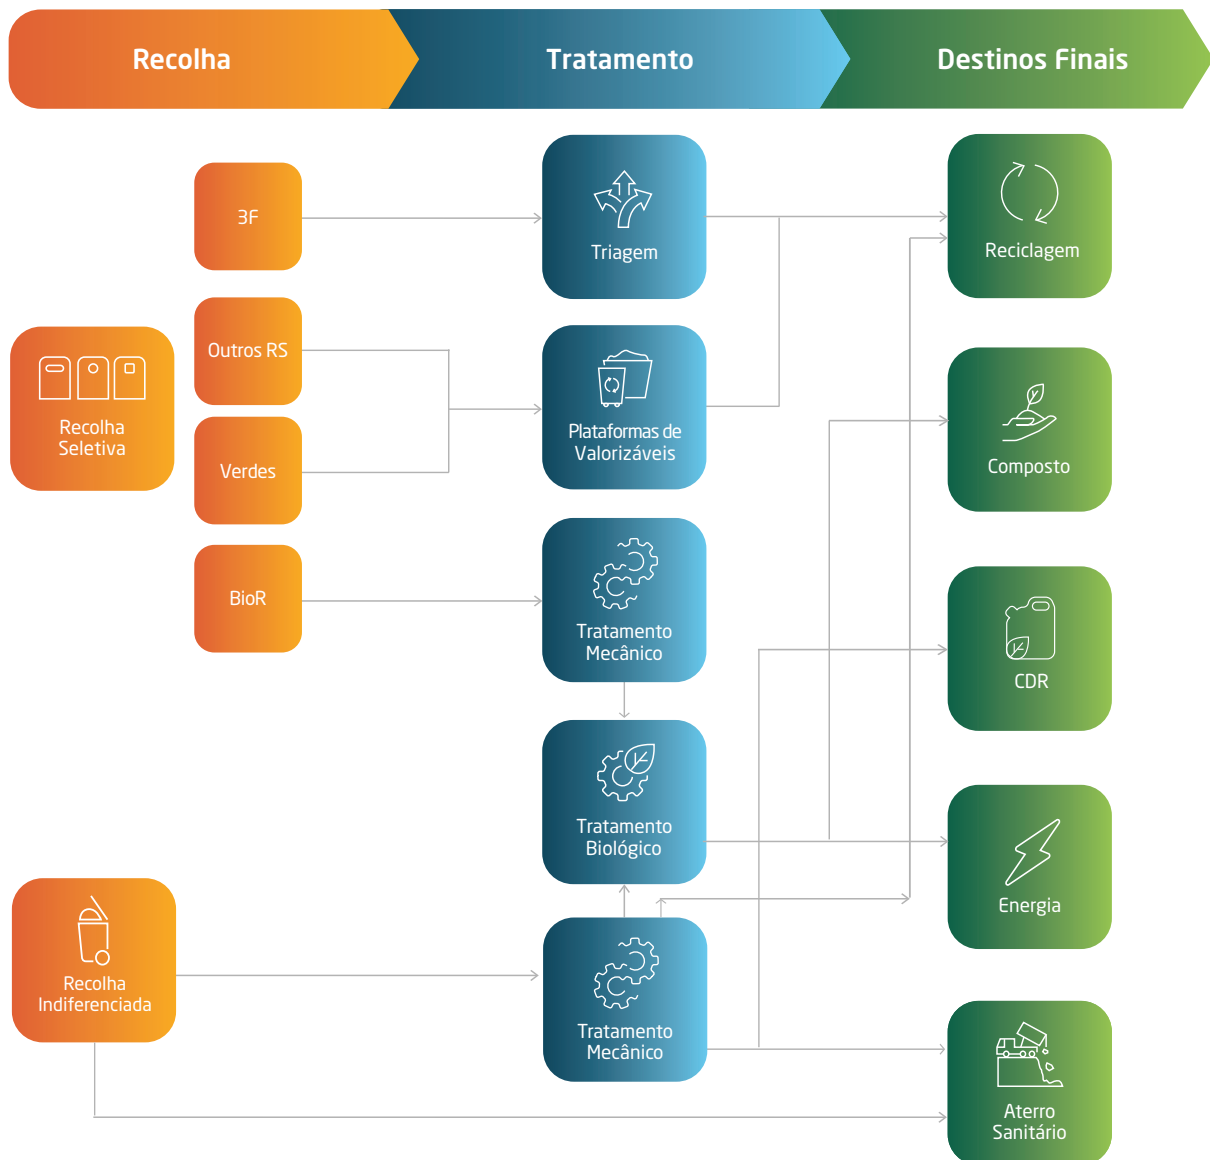 Recolha
Tratamento
Destinos Finais
3F
Triagem
Reciclagem
Outros RS
Recolha
Seletiva
Verdes
Plataformas de
Valorizáveis
Composto
BioR
Tratamento
Mecânico
CDR
Tratamento
Biológico
Energia
Recolha
Indiferenciada
Tratamento
Mecânico
Aterro
Sanitário